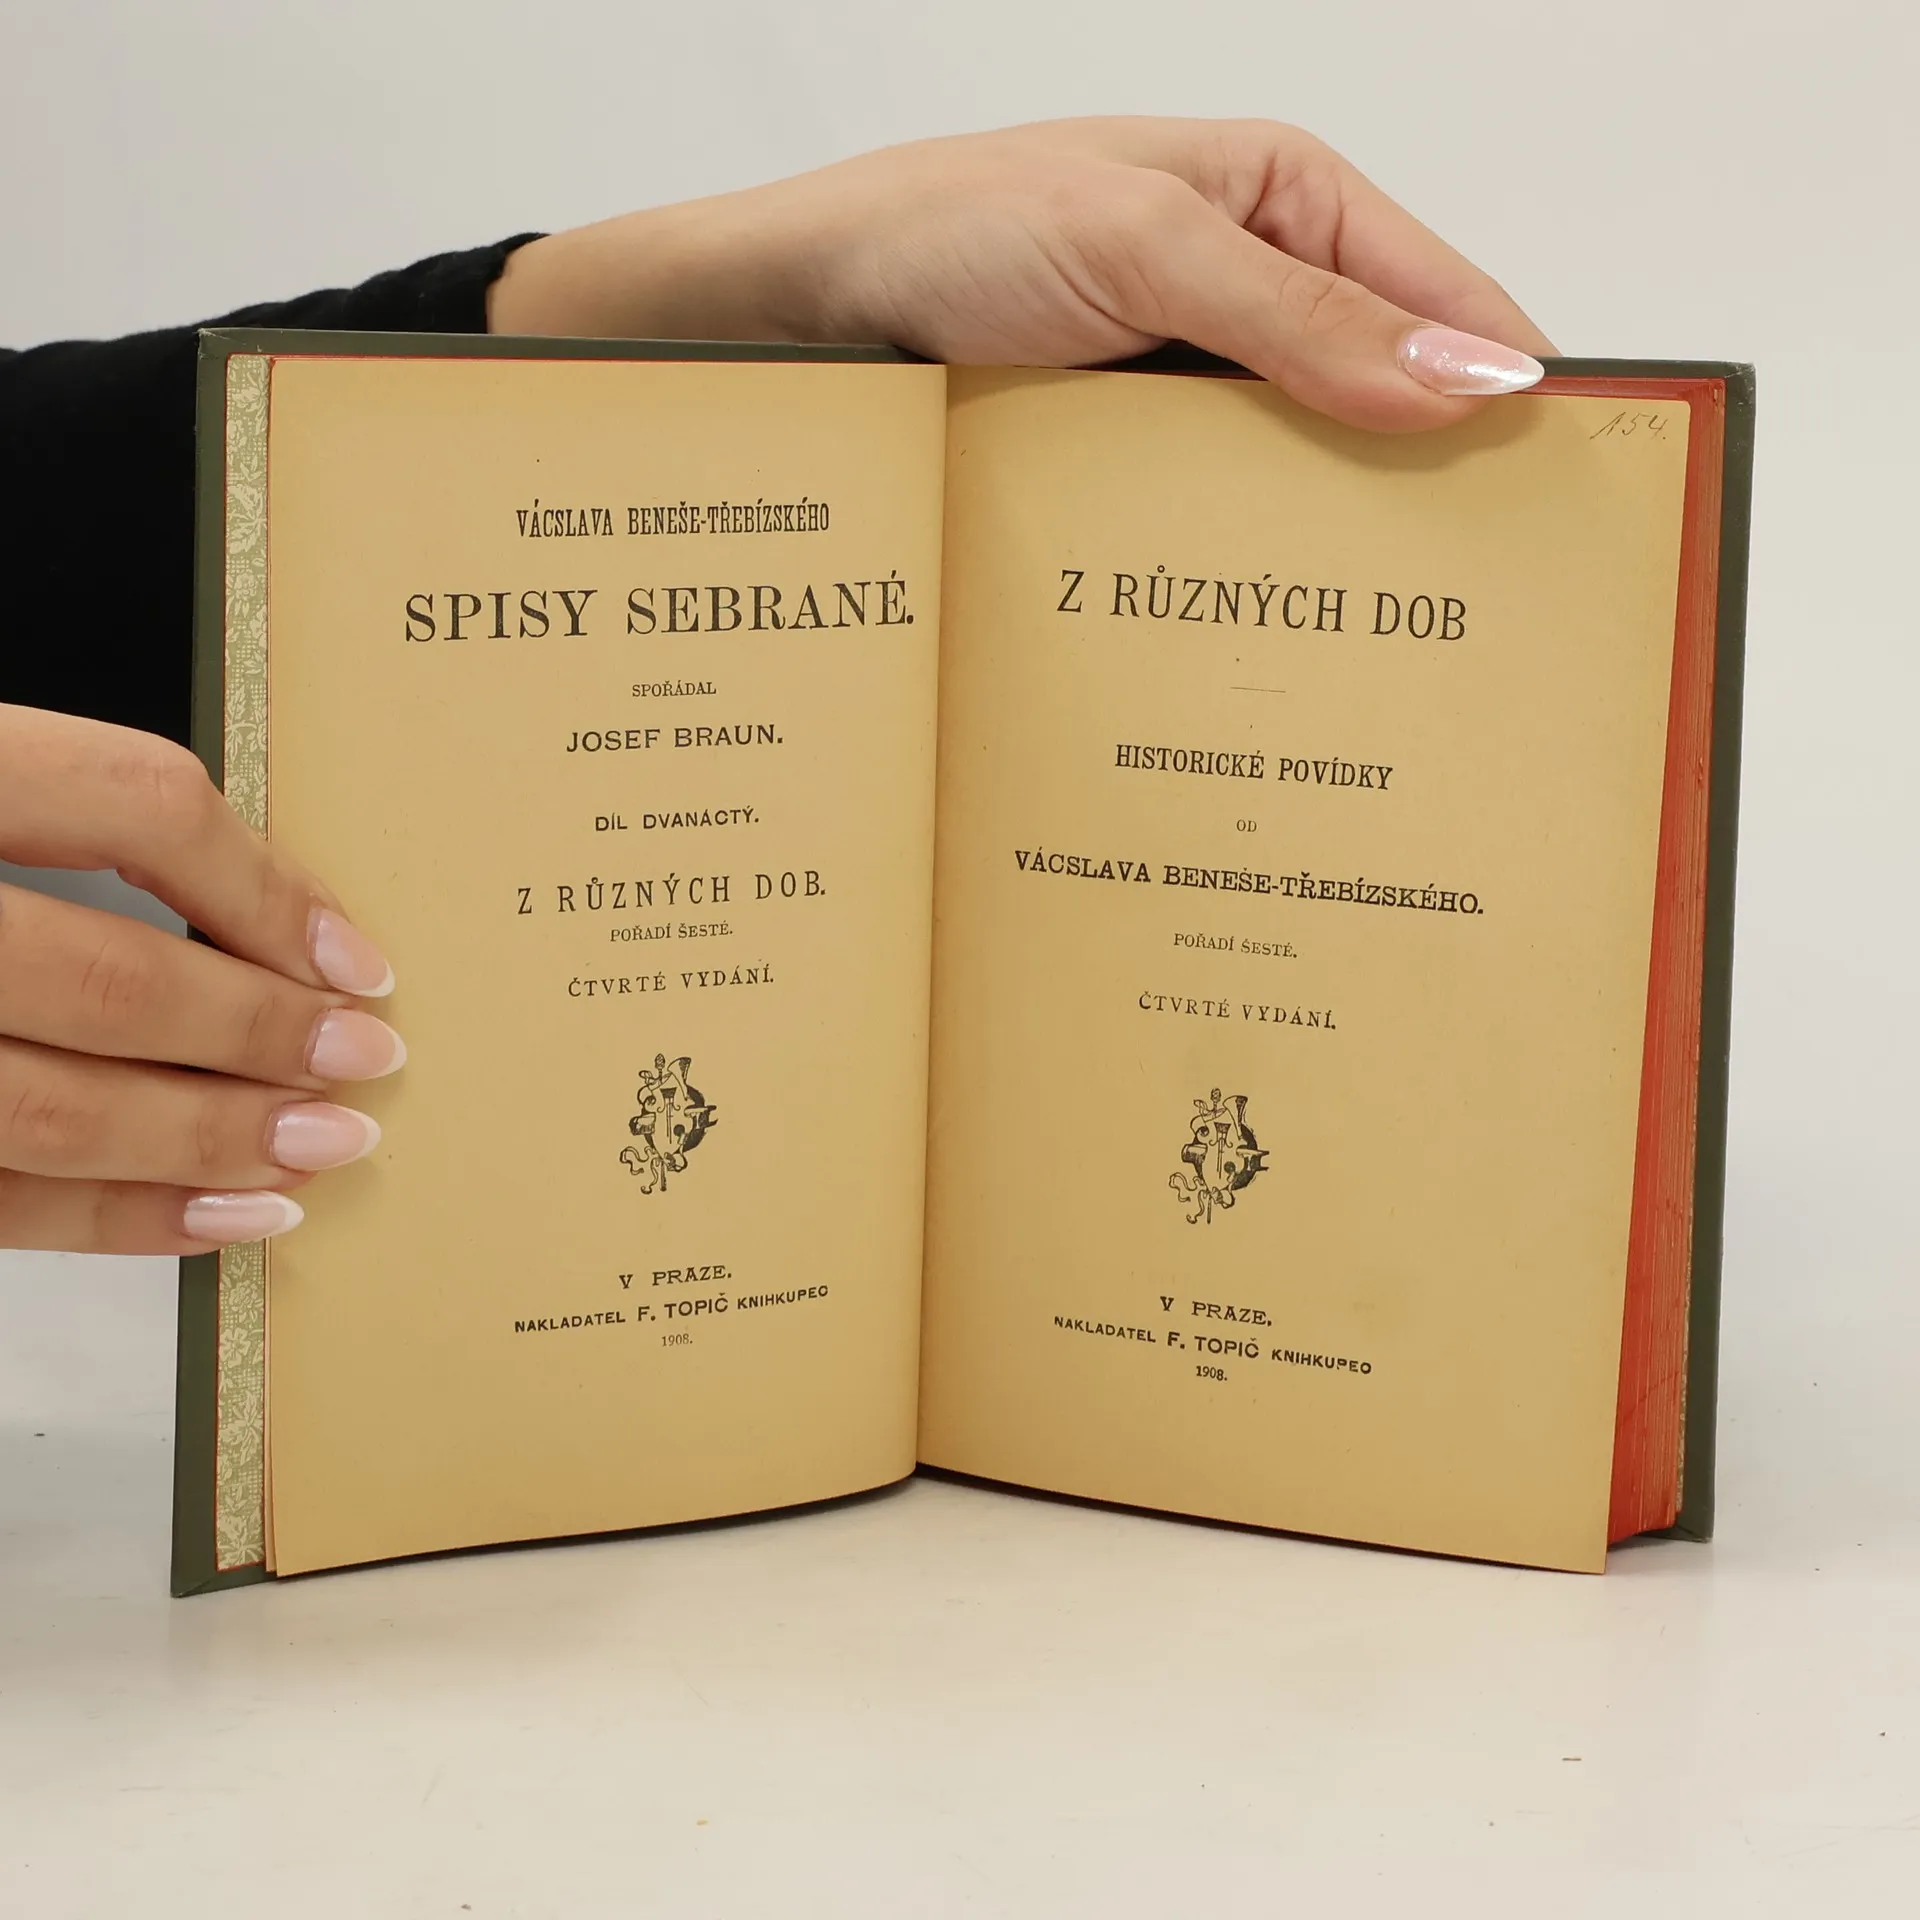 VÁCSLAVA BENEŠE-TŘEBÍZSKÉHO
SPISY SEBRANÉ.
SPOŘÁDAL
JOSEF BRAUN.
DÍL DVANÁCTÝ.
Z RŮZNÝCH DOB.
POŘADÍ ŠESTÉ.
ČTVRTÉ VYDÁNÍ.
V PRAZE.
NAKLADATEL F. TOPIČ KNIHKUPEC
1908.
154.
Z RŮZNÝCH DOB
HISTORICKÉ POVÍDKY
OD
VÁCSLAVA BENEŠE-TŘEBÍZSKÉHO.
POŘADÍ ŠESTÉ.
ČTVRTÉ VYDÁNÍ.
V PRAZE.
NAKLADATEL F. TOPIČ KNIHKUPEC
1908.